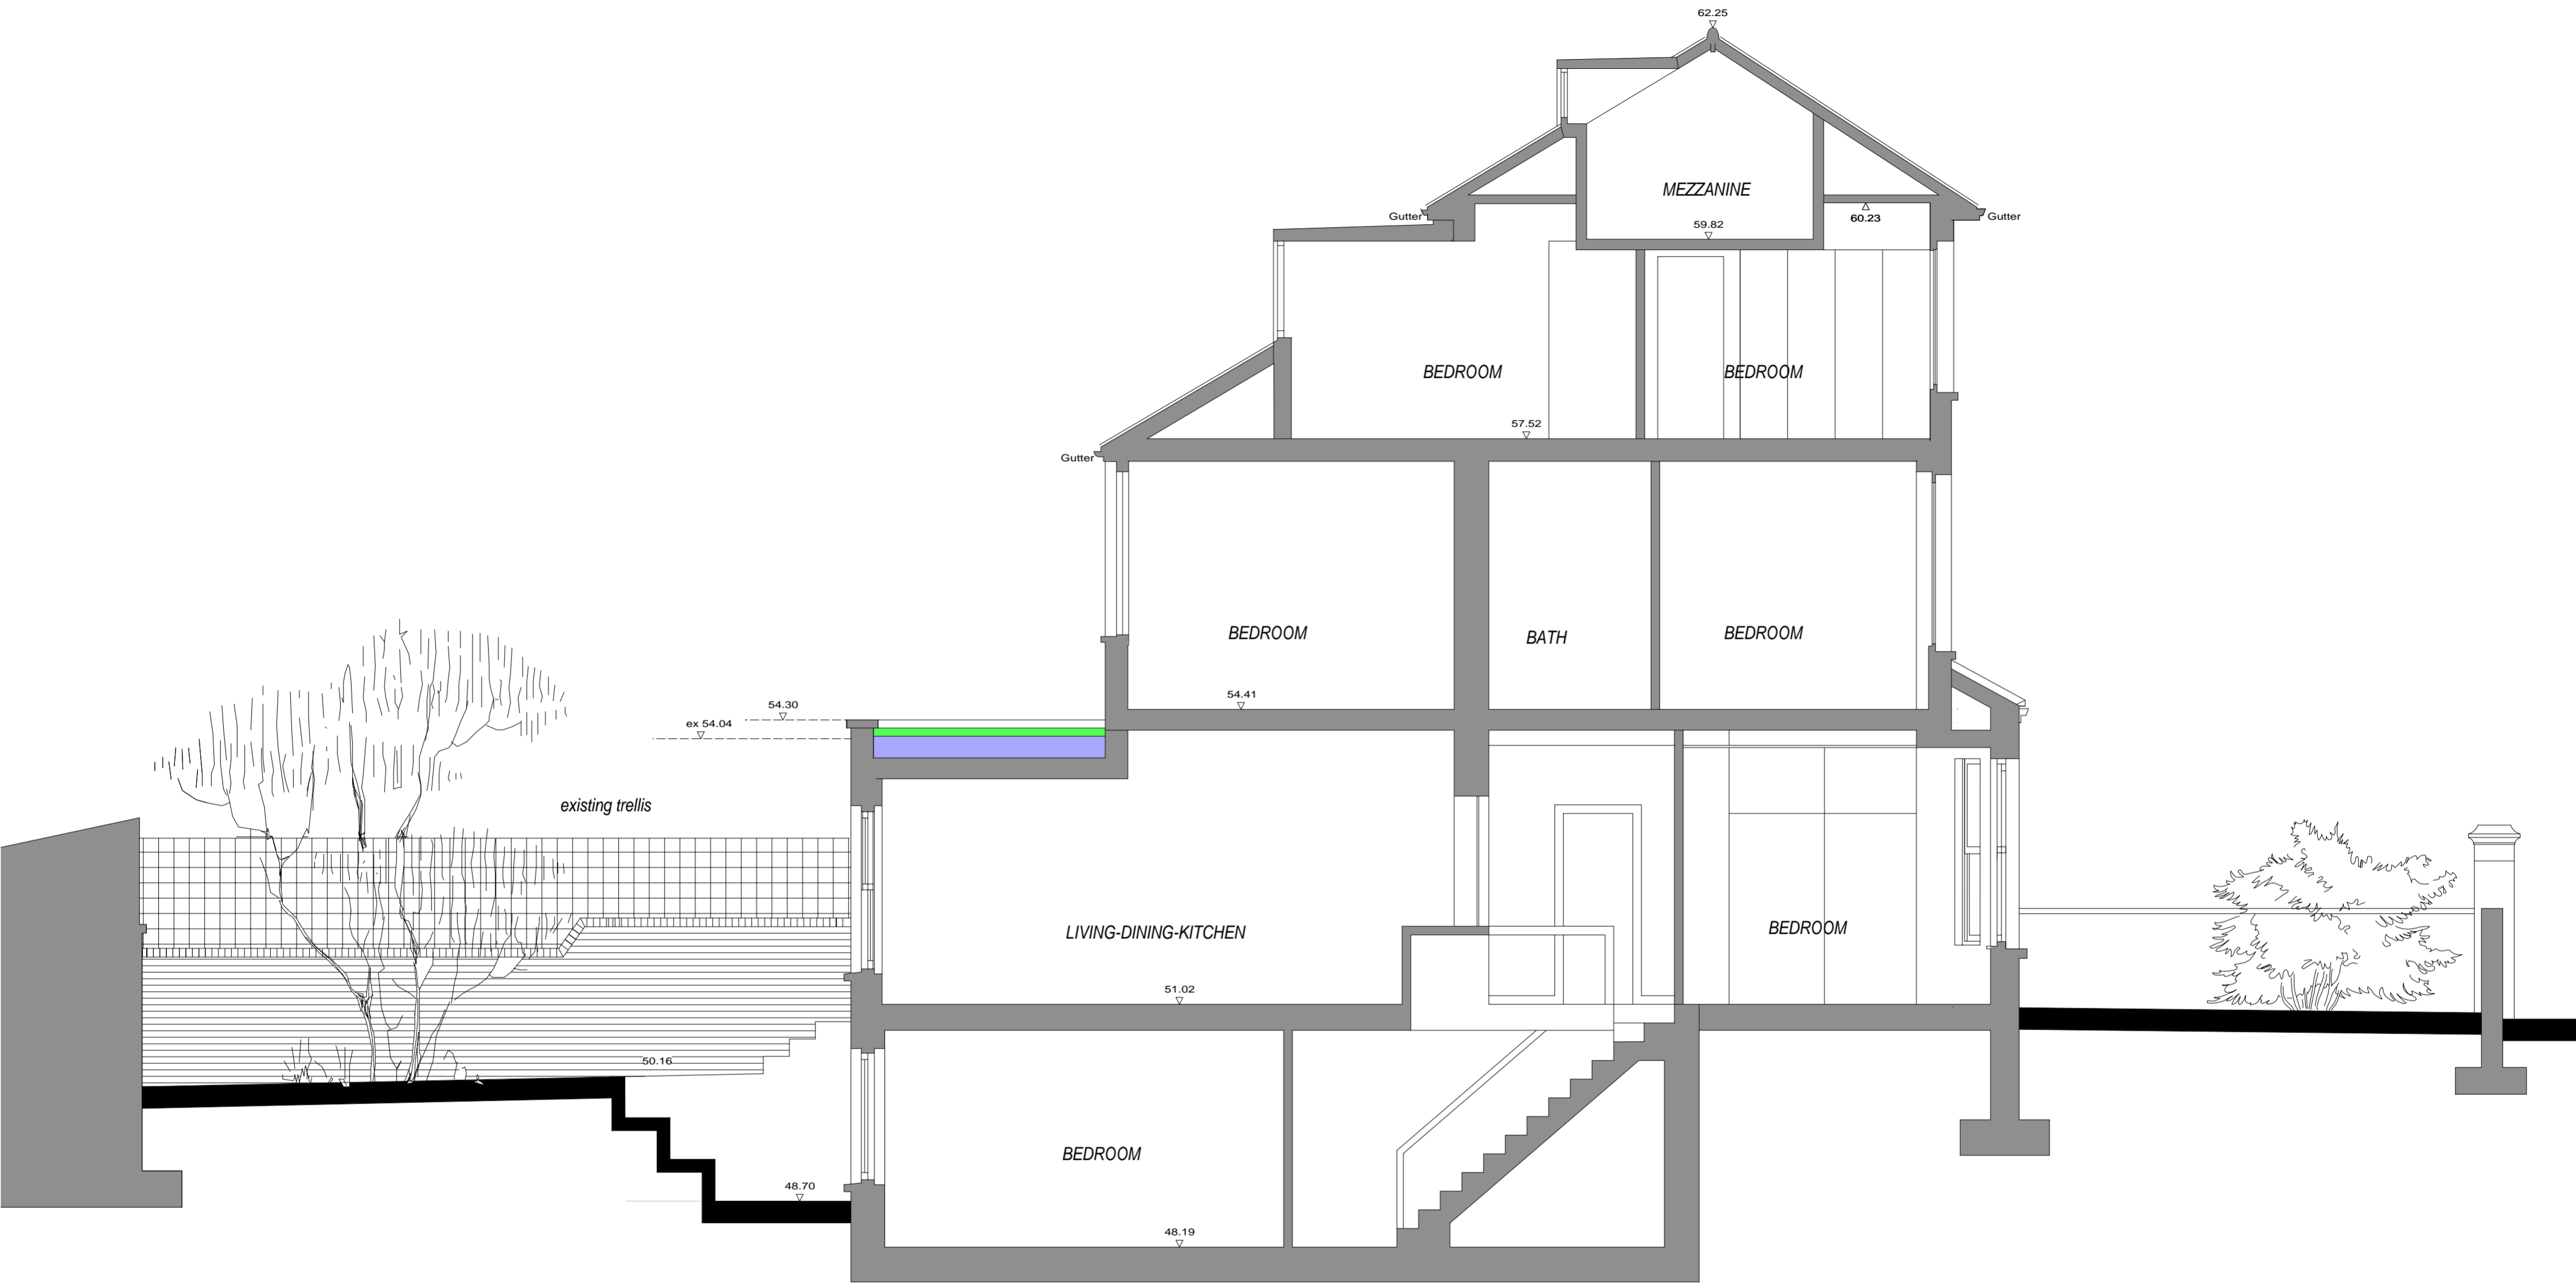 62.25
MEZZANINE
Gutter
60.23
Gutter
59.82
BEDROOM
BEDROOM
57.52
Gutter
BEDROOM
BATH
BEDROOM
54.41
54.30
ex 54.04
existing trellis
LIVING-DINING-KITCHEN
BEDROOM
51.02
50.16
BEDROOM
48.70
48.19